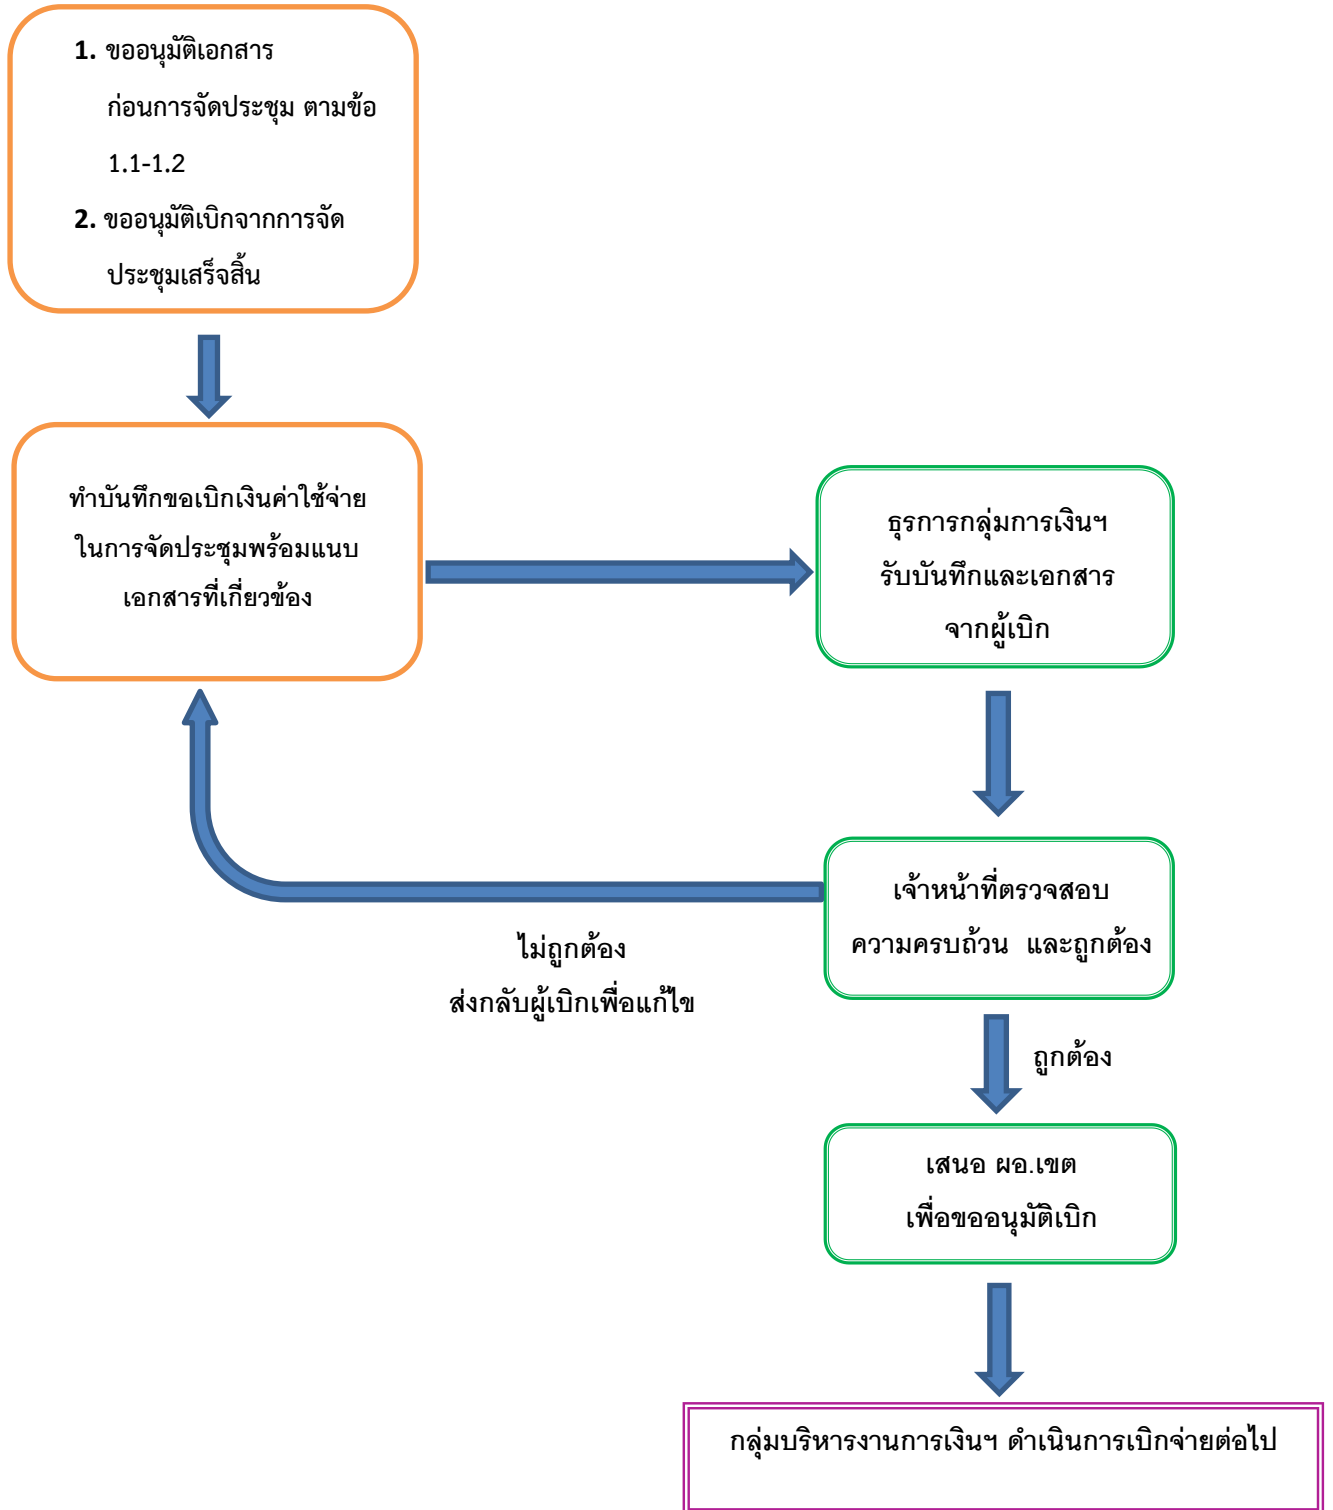 1. ขออนุมัติเอกสาร
ก่อนการจัดประชุม ตามข้อ
1.1-1.2
2. ขออนุมัติเบิกจากการจัด
ประชุมเสร็จสิ้น
ทำบันทึกขอเบิกเงินค่าใช้จ่าย
ในการจัดประชุมพร้อมแนบ
เอกสารที่เกี่ยวข้อง
ธุรการกลุ่มการเงินฯ
รับบันทึกและเอกสาร
จากผู้เบิก
เจ้าหน้าที่ตรวจสอบ
ความครบถ้วน และถูกต้อง
ไม่ถูกต้อง
ส่งกลับผู้เบิกเพื่อแก้ไข
ถูกต้อง
เสนอ ผอ.เขต
เพื่อขออนุมัติเบิก
กลุ่มบริหารงานการเงินฯ ดำเนินการเบิกจ่ายต่อไป